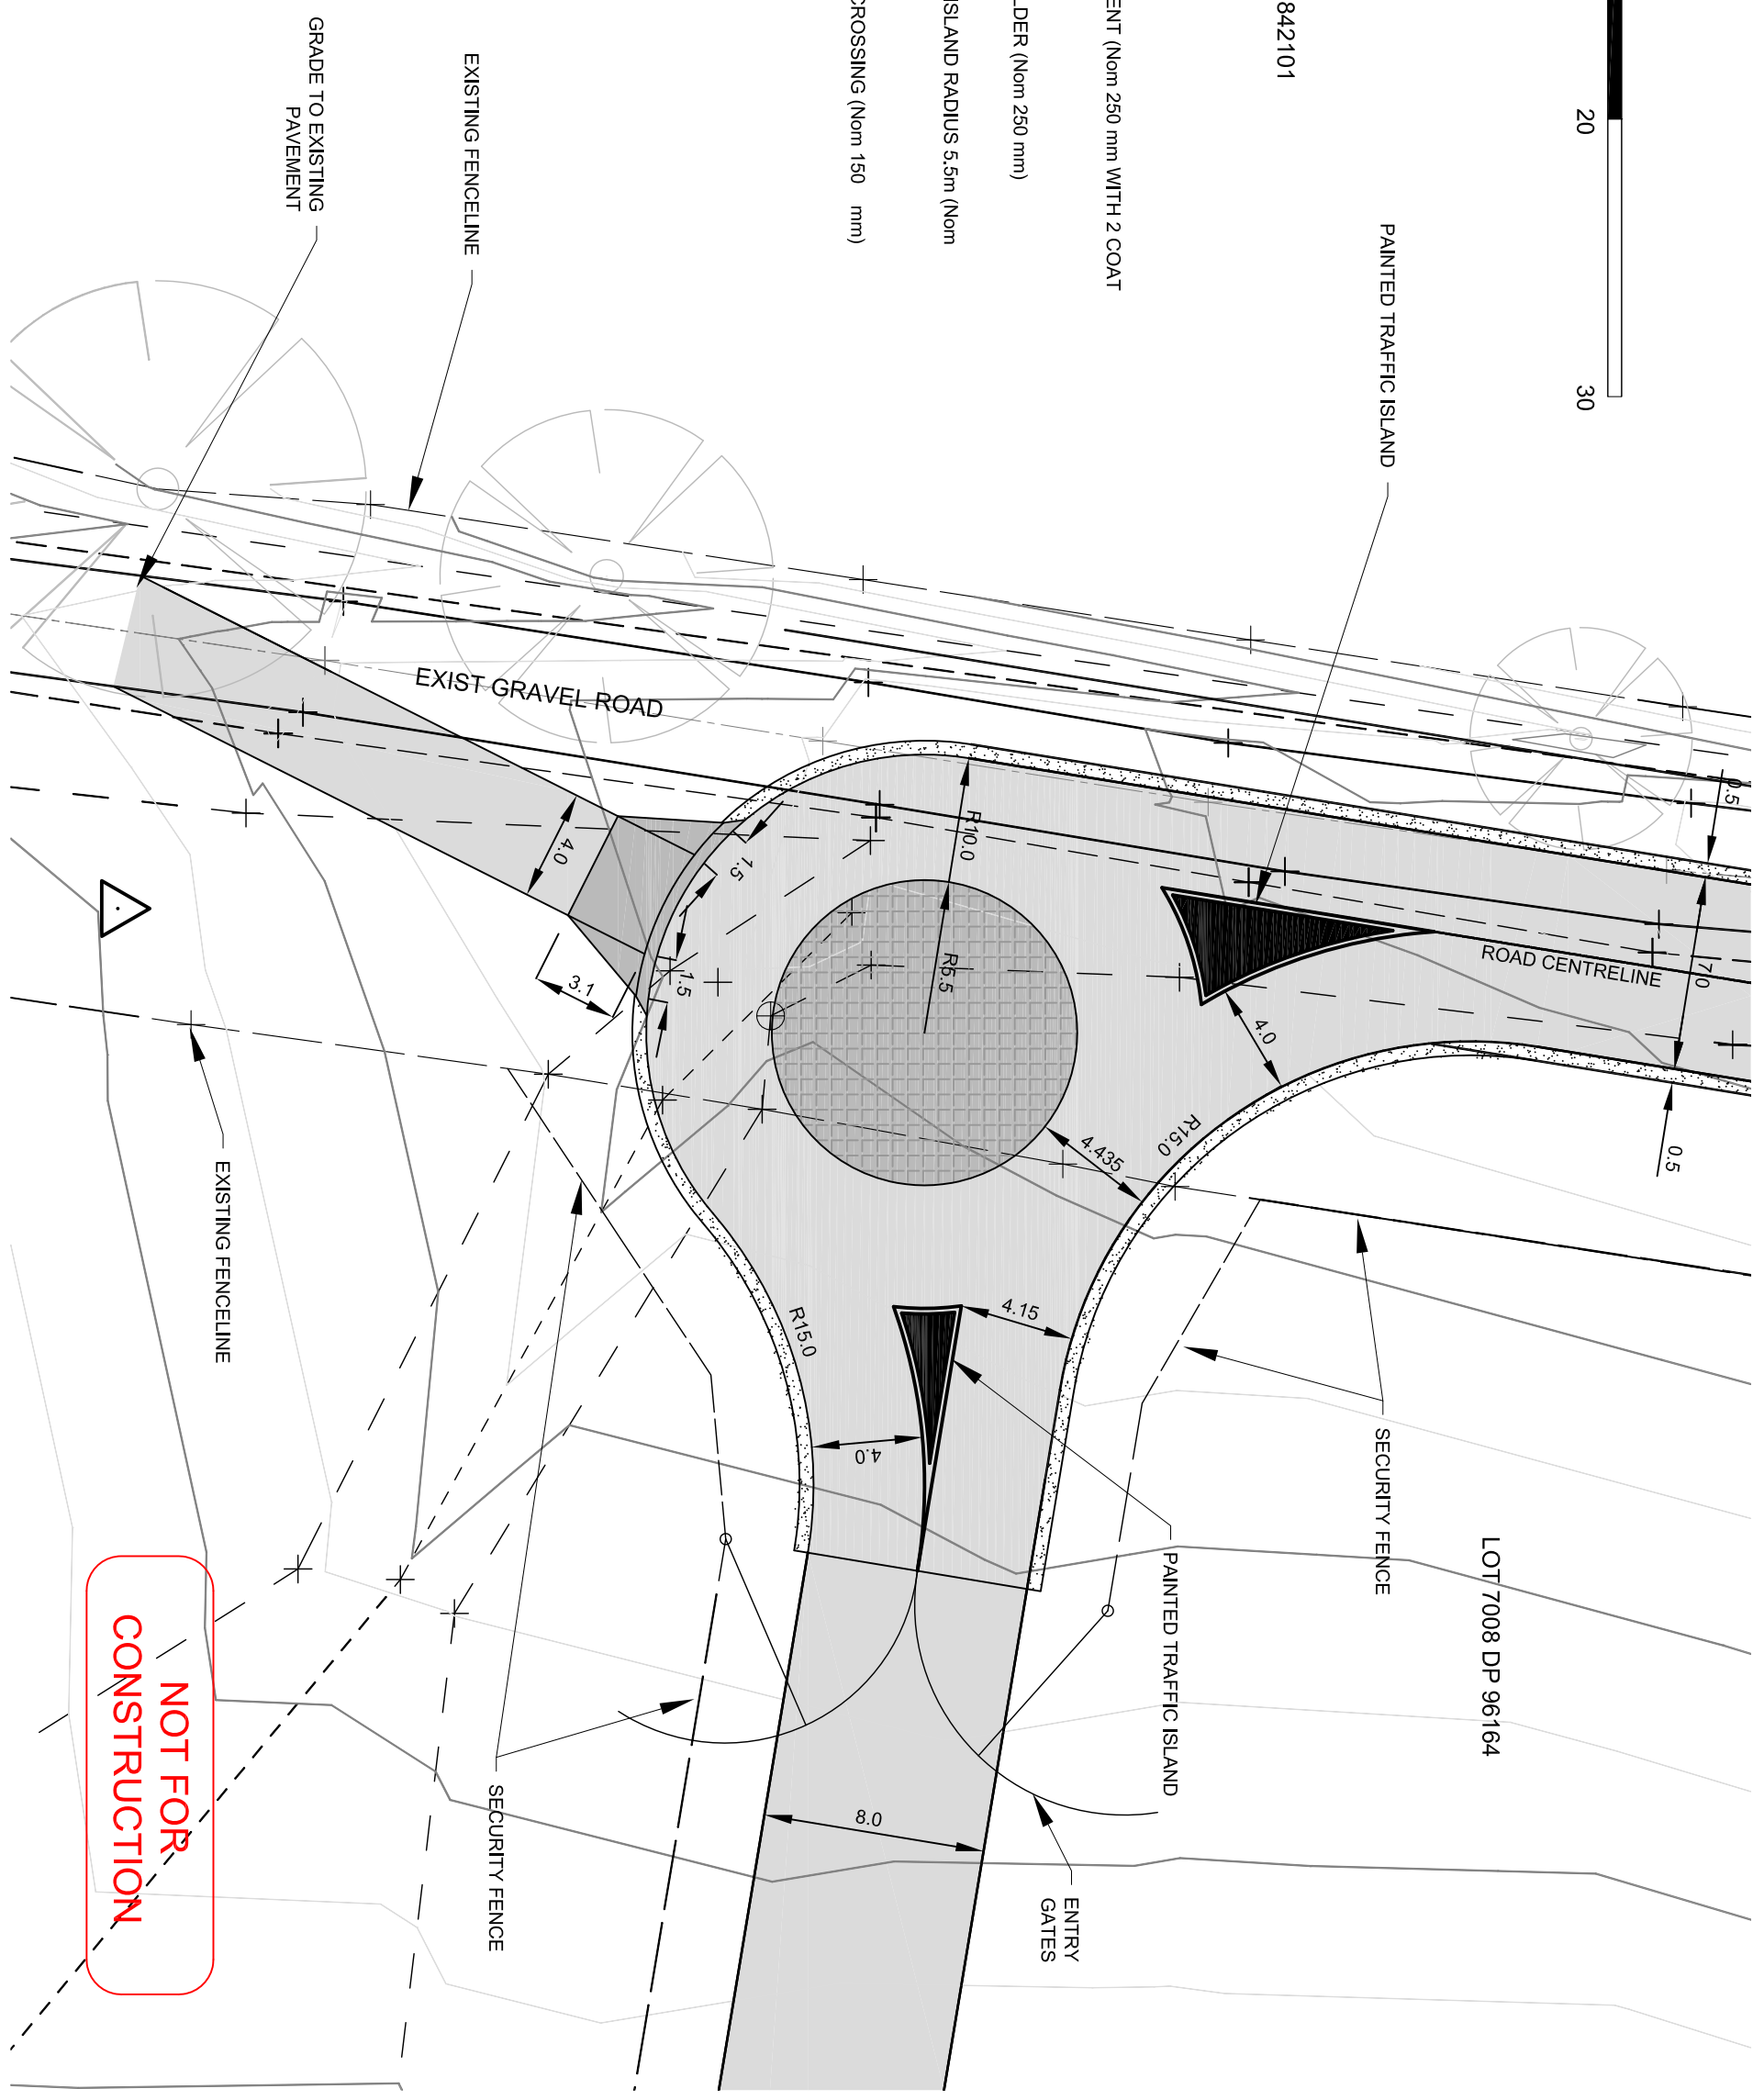 20
30
842101
ENT (Nom 250 mm WITH 2 COAT
LDER (Nom 250 mm)
ISLAND RADIUS 5.5m (Nom
CROSSING (Nom 150 mm)
PAINTED TRAFFIC ISLAND
EXISTING FENCELINE
GRADE TO EXISTING
PAVEMENT
EXIST GRAVEL ROAD
ROAD CENTRELINE
0.5
7.0
0.5
R10.0
R5.5
4.0
1.5
1.5
3.1
4.0
R15.0
4.435
4.15
R15.0
4.0
EXISTING FENCELINE
SECURITY FENCE
LOT 7008 DP 96164
PAINTED TRAFFIC ISLAND
8.0
ENTRY
GATES
SECURITY FENCE
NOT FOR
CONSTRUCTION